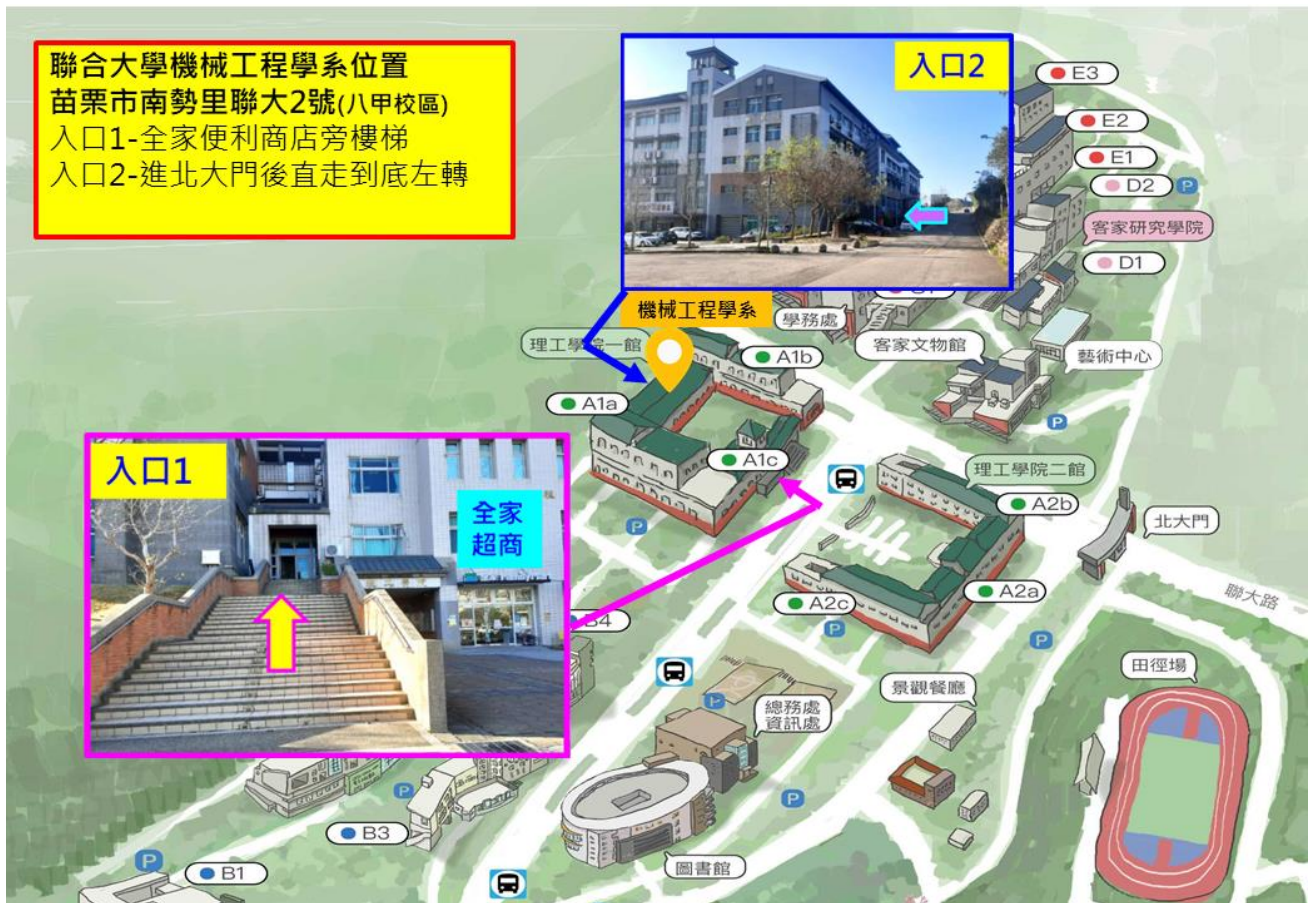 聯合大學機械工程學系位置
苗栗市南勢里聯大2號(八甲校區)
入口1-全家便利商店旁樓梯
入口2-進北大門後直走到底左轉
入口2
E3
E2
E1
D2
P
客家研究學院
D1
機械工程學系
學務處
理工學院一館
A1b
客家文物館
藝術中心
A1a
P
入口1
A1c
理工學院二館
全家
超商
A2b
北大門
P
A2c
A2a
聯大路
B4
P
P
田徑場
景觀餐廳
P
總務處
資訊處
P
P
B3
圖書館
P
B1